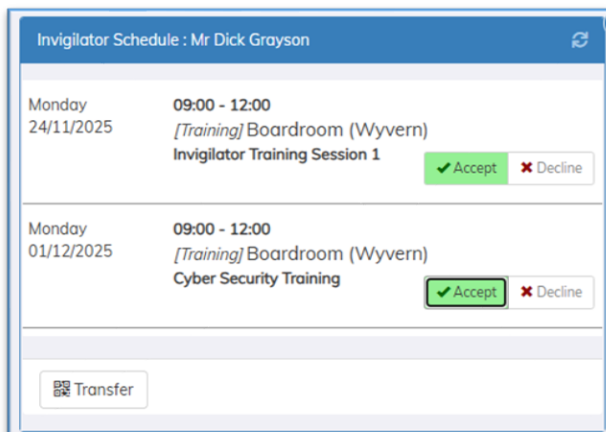 Invigilator Schedule : Mr Dick Grayson
Monday
24/11/2025
09:00 - 12:00
[Training] Boardroom (Wyvern)
Invigilator Training Session 1
Accept
Decline
Monday
01/12/2025
09:00 - 12:00
[Training] Boardroom (Wyvern)
Cyber Security Training
Accept
Decline
Transfer